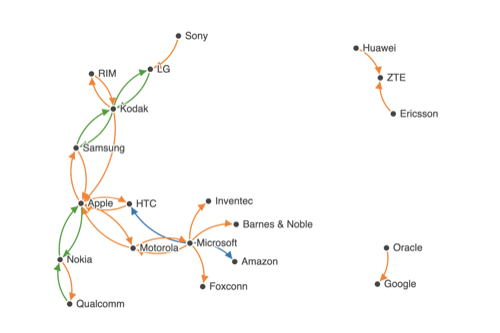 Sony
Huawei
LG
RIM
ZTE
Kodak
Ericsson
Samsung
Apple
HTC
Inventec
Barnes & Noble
Motorola
Microsoft
Oracle
Nokia
Amazon
Google
Foxconn
Qualcomm